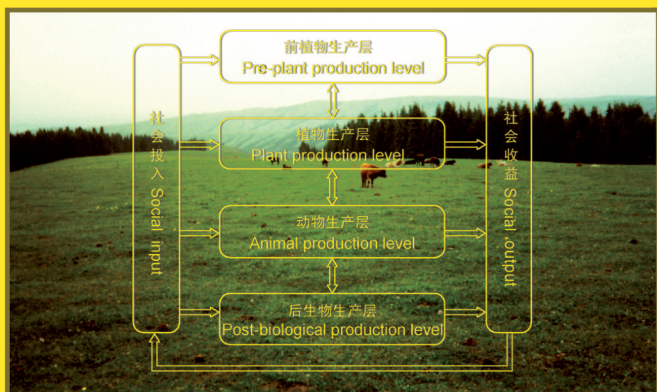 前植物生产层
Pre-plant production level
社会投入 Social input
社会收益 Social output
植物生产层
Plant production level
动物生产层
Animal production level
后生物生产层
Post-biological production level